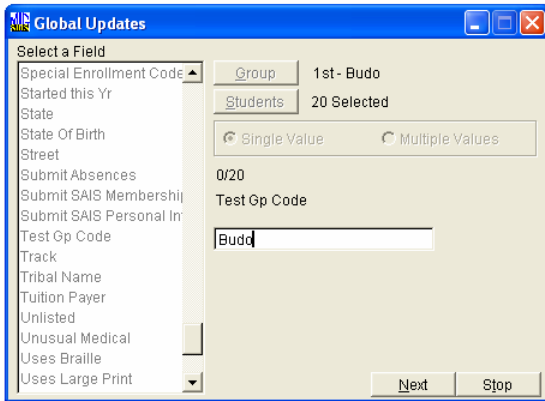 Global Updates
Select a Field
Special Enrollment Code
Started this Yr
State
State Of Birth
Street
Submit Absences
Submit SAIS Membership
Submit SAIS Personal In
Test Gp Code
Track
Tribal Name
Tuition Payer
Unlisted
Unusual Medical
Uses Braille
Uses Large Print
Group 1st - Budo
Students 20 Selected
Single Value Multiple Values
0/20
Test Gp Code
Budo
Next Stop